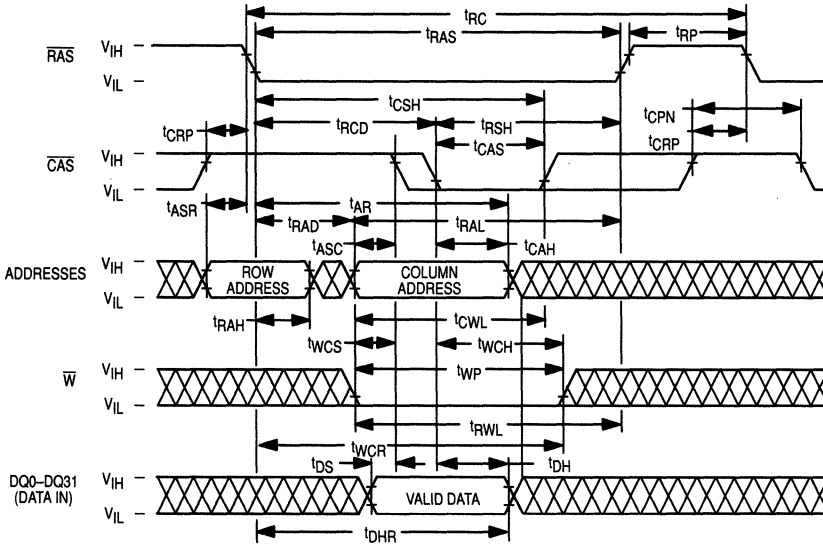 tRC
tRAS
tRP
RAS
VIH
VIL
tCSH
tCRP
tRCD
tRSH
tCPN
tCAS
tCRP
CAS
VIH
VIL
tASR
tAR
tRAD
tRAL
tASC
tCAH
ADDRESSES
VIH
VIL
ROW ADDRESS
COLUMN ADDRESS
tRAH
tCWL
tWCS
tWCH
W
VIH
VIL
tWP
tRWL
tWCR
tDS
tDH
DQ0–DQ31
(DATA IN)
VIH
VIL
VALID DATA
tDHR